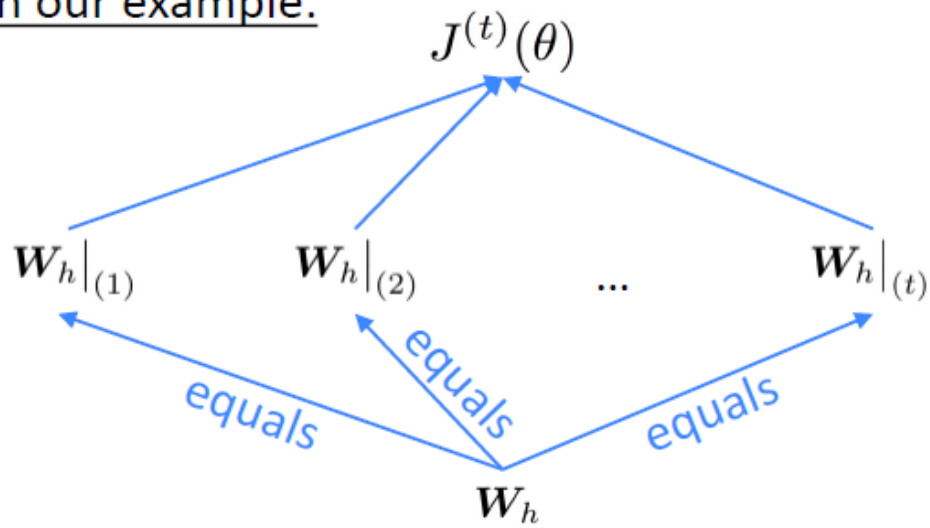 n our example:
J^{(t)}(θ)
W_h|_{(1)} W_h|_{(2)} ... W_h|_{(t)}
equals equals equals
W_h